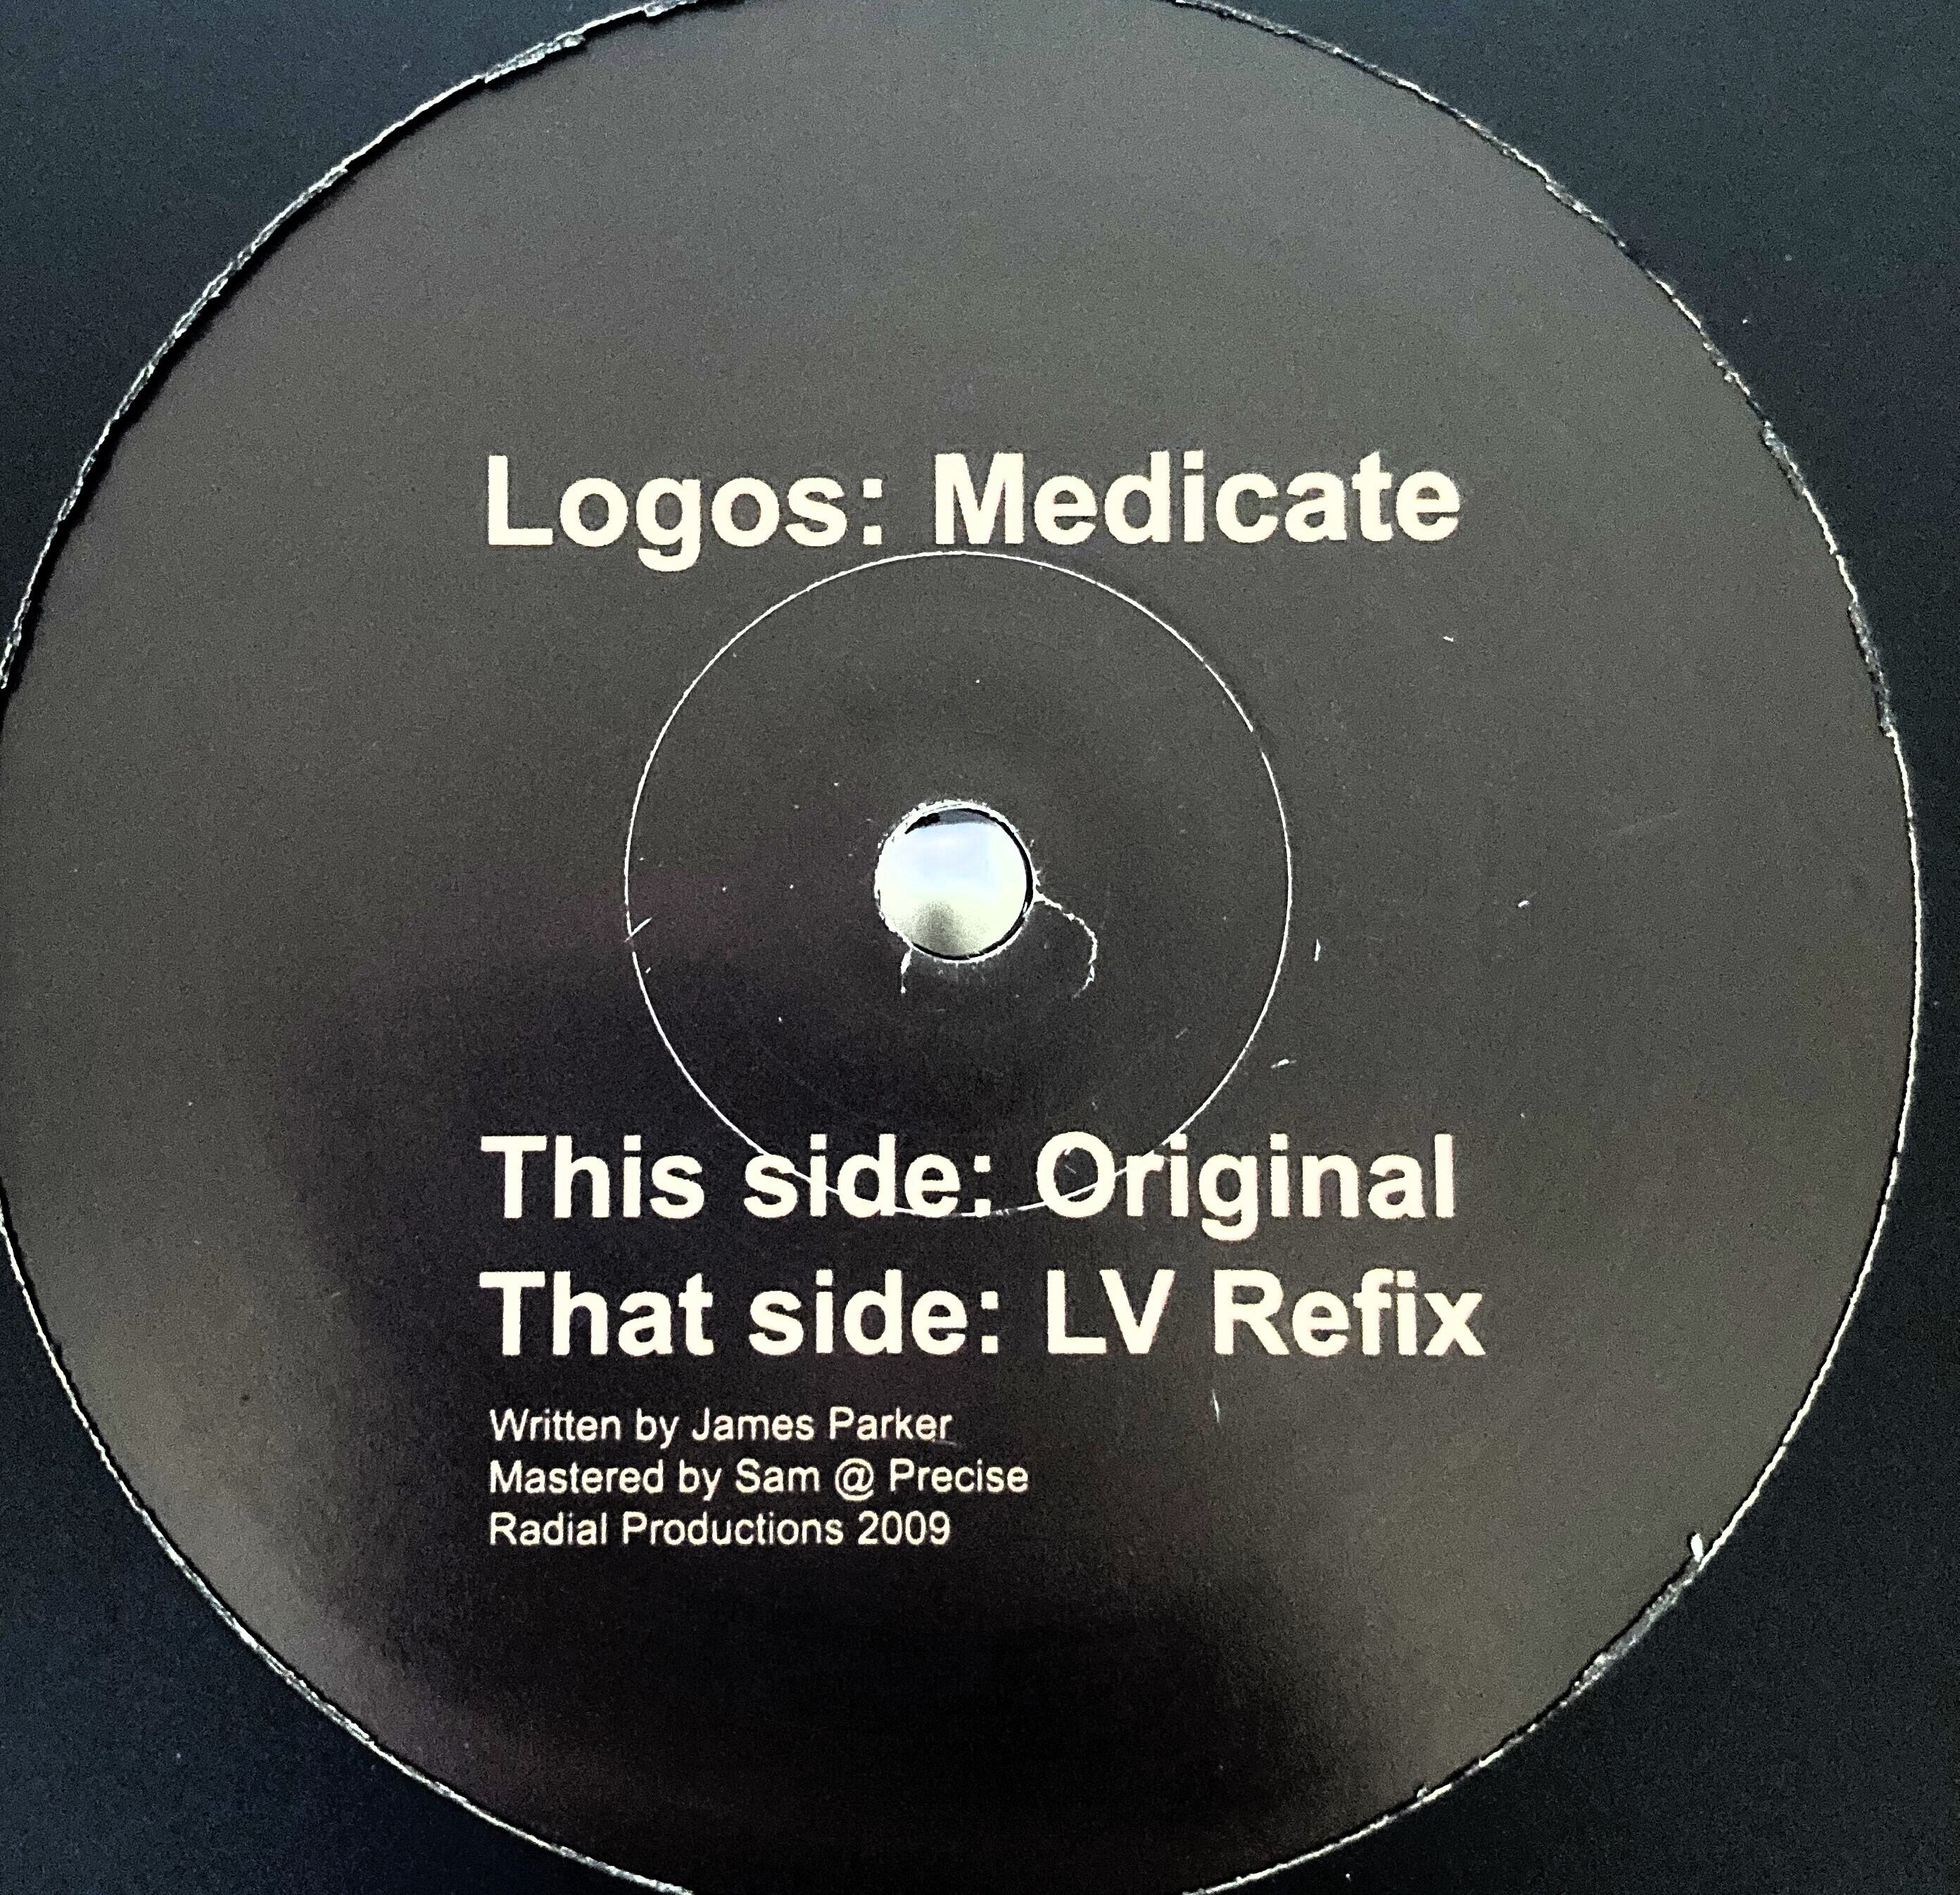 Logos: Medicate
This side: Original
That side: LV Refix
Written by James Parker
Mastered by Sam @ Precise
Radial Productions 2009